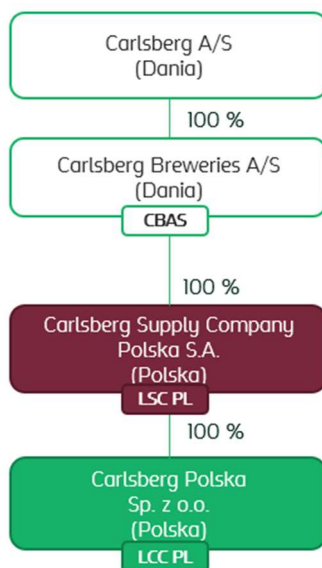 Carlsberg A/S
(Dania)
100 %
Carlsberg Breweries A/S
(Dania)
CBAS
100 %
Carlsberg Supply Company
Polska S.A.
(Polska)
LSC PL
100 %
Carlsberg Polska
Sp. z o.o.
(Polska)
LCC PL